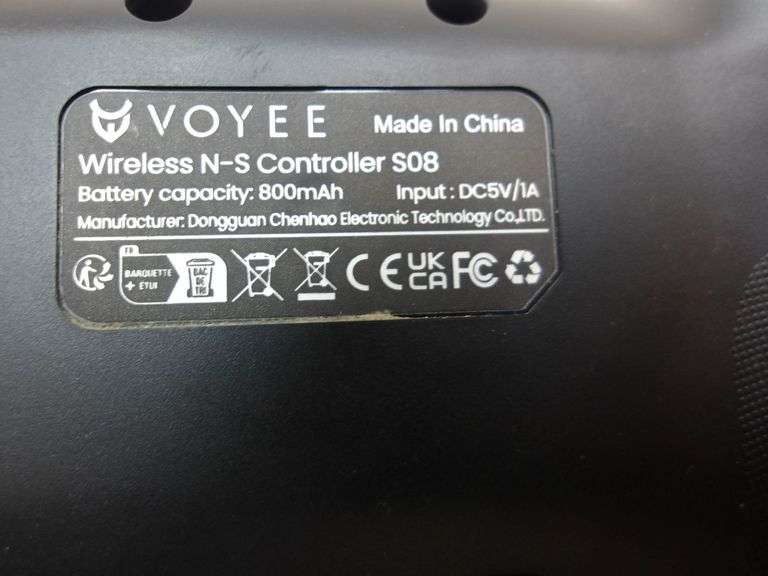 VOYEE Made In China
Wireless N-S Controller S08
Battery capacity: 800mAh Input : DC5V/1A
Manufacturer: Dongguan Chenhao Electronic Technology Co.,LTD.
FR
BARQUETTE
+ ÉTUI
BAC
DE
TRI
CE UK
CA FC